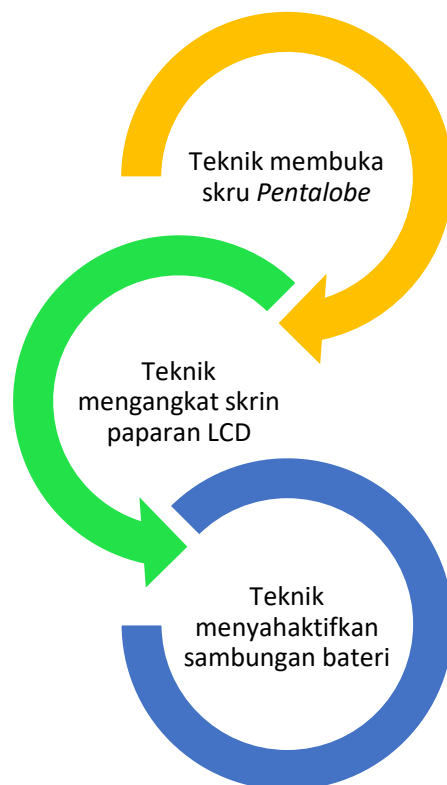 Teknik membuka
skru Pentalobe
Teknik
mengangkat skrin
paparan LCD
Teknik
menyahaktifkan
sambungan bateri